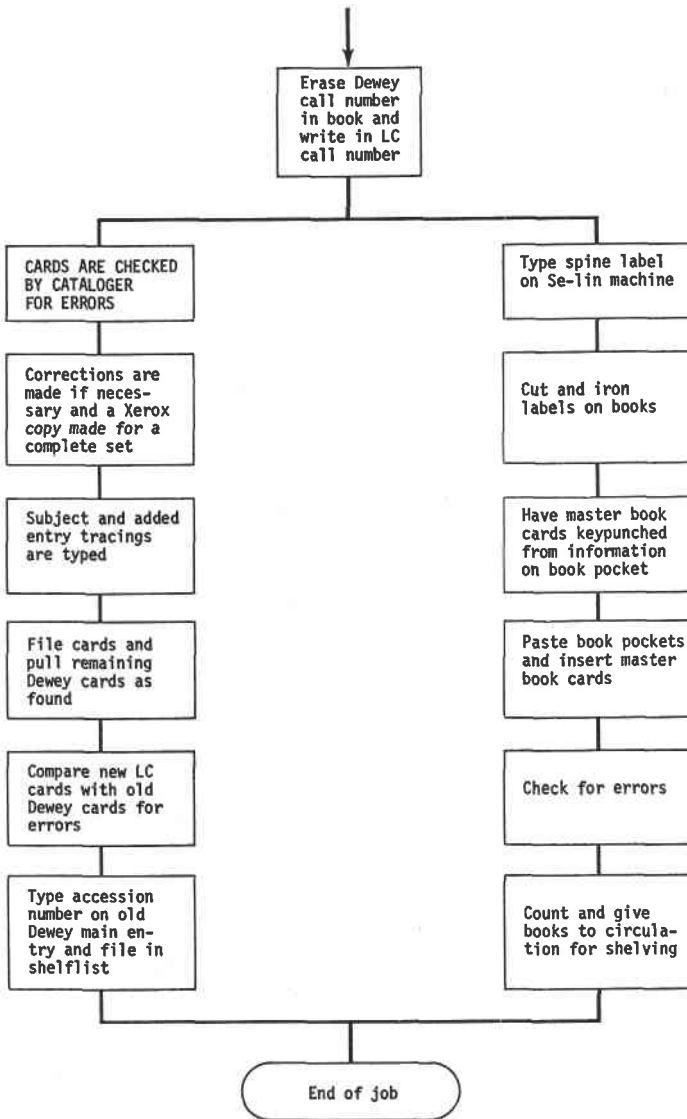 Erase Dewey
call number
in book and
write in LC
call number
CARDS ARE CHECKED
BY CATALOGER
FOR ERRORS
Corrections are
made if neces-
sary and a Xerox
copy made for a
complete set
Subject and added
entry tracings
are typed
File cards and
pull remaining
Dewey cards as
found
Compare new LC
cards with old
Dewey cards for
errors
Type accession
number on old
Dewey main en-
try and file in
shelflist
Type spine label
on Se-lin machine
Cut and iron
labels on books
Have master book
cards keypunched
from information
on book pocket
Paste book pockets
and insert master
book cards
Check for errors
Count and give
books to circula-
tion for shelving
End of job